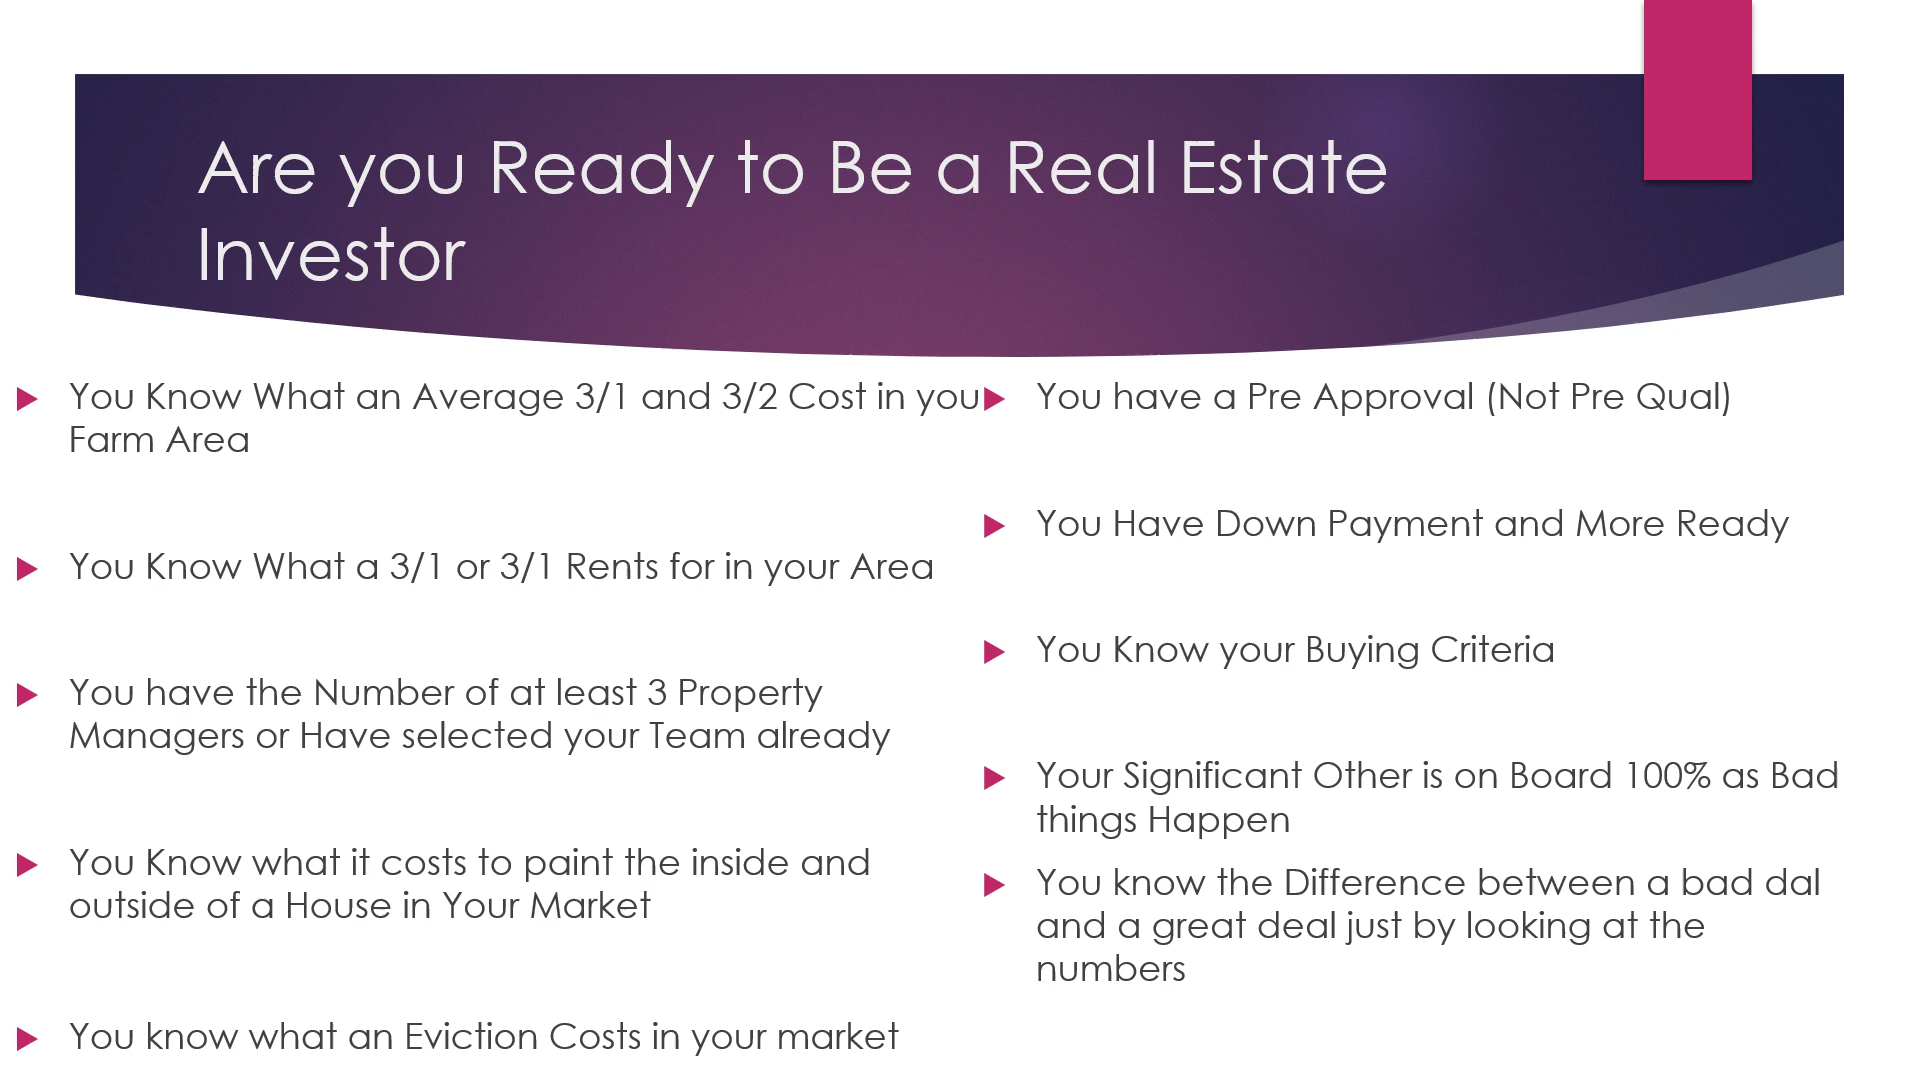 Are you Ready to Be a Real Estate
Investor
You Know What an Average 3/1 and 3/2 Cost in you
Farm Area
You Know What a 3/1 or 3/1 Rents for in your Area
You have the Number of at least 3 Property
Managers or Have selected your Team already
You Know what it costs to paint the inside and
outside of a House in Your Market
You know what an Eviction Costs in your market
You have a Pre Approval (Not Pre Qual)
You Have Down Payment and More Ready
You Know your Buying Criteria
Your Significant Other is on Board 100% as Bad
things Happen
You know the Difference between a bad dal
and a great deal just by looking at the
numbers